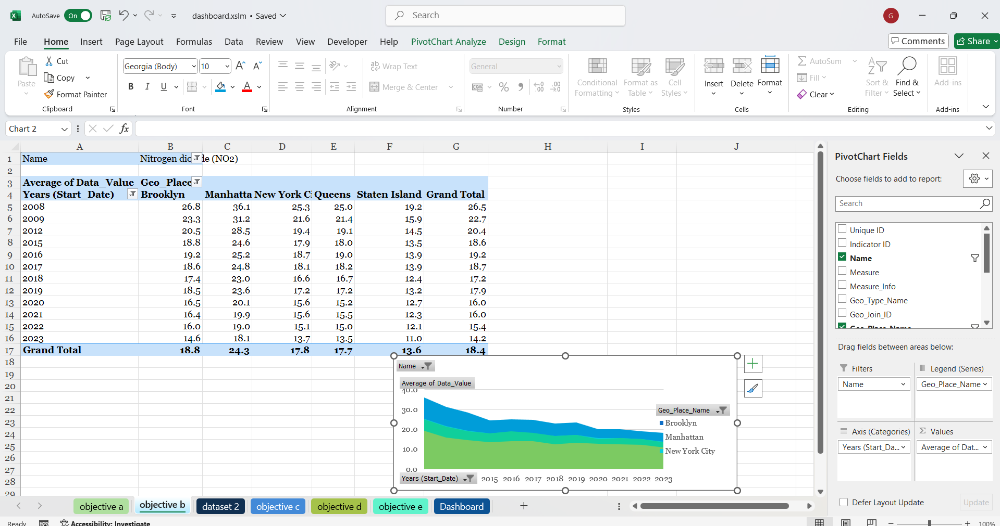 AutoSave On dashboard.xslm • Saved Search G
File Home Insert Page Layout Formulas Data Review View Developer Help PivotChart Analyze Design Format Comments Share
Paste Cut Copy Format Painter Clipboard
Georgia (Body) 10 A A B I U A Font
ab Wrap Text Merge & Center Alignment
General % 9 .00 Number
Conditional Formatting Format as Table Cell Styles Styles
Insert Delete Format Cells
AutoSum Fill Clear Sort & Filter Find & Select Editing
Add-ins Add-ins
Chart 2 fx
A B C D E F G H I J
1 Name Nitrogen dio de (NO2)
2
3 Average of Data_Value Geo_Place
4 Years (Start_Date) Brooklyn Manhatta New York C Queens Staten Island Grand Total
5 2008 26.8 36.1 25.3 25.0 19.2 26.5
6 2009 23.3 31.2 21.6 21.4 15.9 22.7
7 2012 20.5 28.5 19.4 19.1 14.5 20.4
8 2015 18.8 24.6 17.9 18.0 13.5 18.6
9 2016 19.2 25.2 18.7 19.0 13.9 19.2
10 2017 18.6 24.8 18.1 18.2 13.9 18.7
11 2018 17.4 23.0 16.6 16.7 12.4 17.2
12 2019 18.5 23.6 17.2 17.2 13.2 17.9
13 2020 16.5 20.1 15.6 15.2 12.7 16.0
14 2021 16.4 19.9 15.6 15.5 12.3 16.0
15 2022 16.0 19.0 15.1 15.0 12.1 15.4
16 2023 14.6 18.1 13.7 13.5 11.0 14.2
17 Grand Total 18.8 24.3 17.8 17.7 13.6 18.4
18
19
20
21
22
23
24
25
26
27
28
29
Name
Average of Data_Value
40.0
30.0
20.0
10.0
0.0
Geo_Place_Name
Brooklyn
Manhattan
New York City
Years (Start_Date) 2015 2016 2017 2018 2019 2020 2021 2022 2023
PivotChart Fields
Choose fields to add to report:
Search
Unique ID
Indicator ID
Name
Measure
Measure_Info
Geo_Type_Name
Geo_Join_ID
Geo_Place_Name
Drag fields between areas below:
Filters Legend (Series)
Name Geo_Place_Name
Axis (Categories) Σ Values
Years (Start_Da... Average of Dat...
Defer Layout Update Update
objective a objective b dataset 2 objective c objective d objective e Dashboard
Ready Accessibility: Investigate 100%